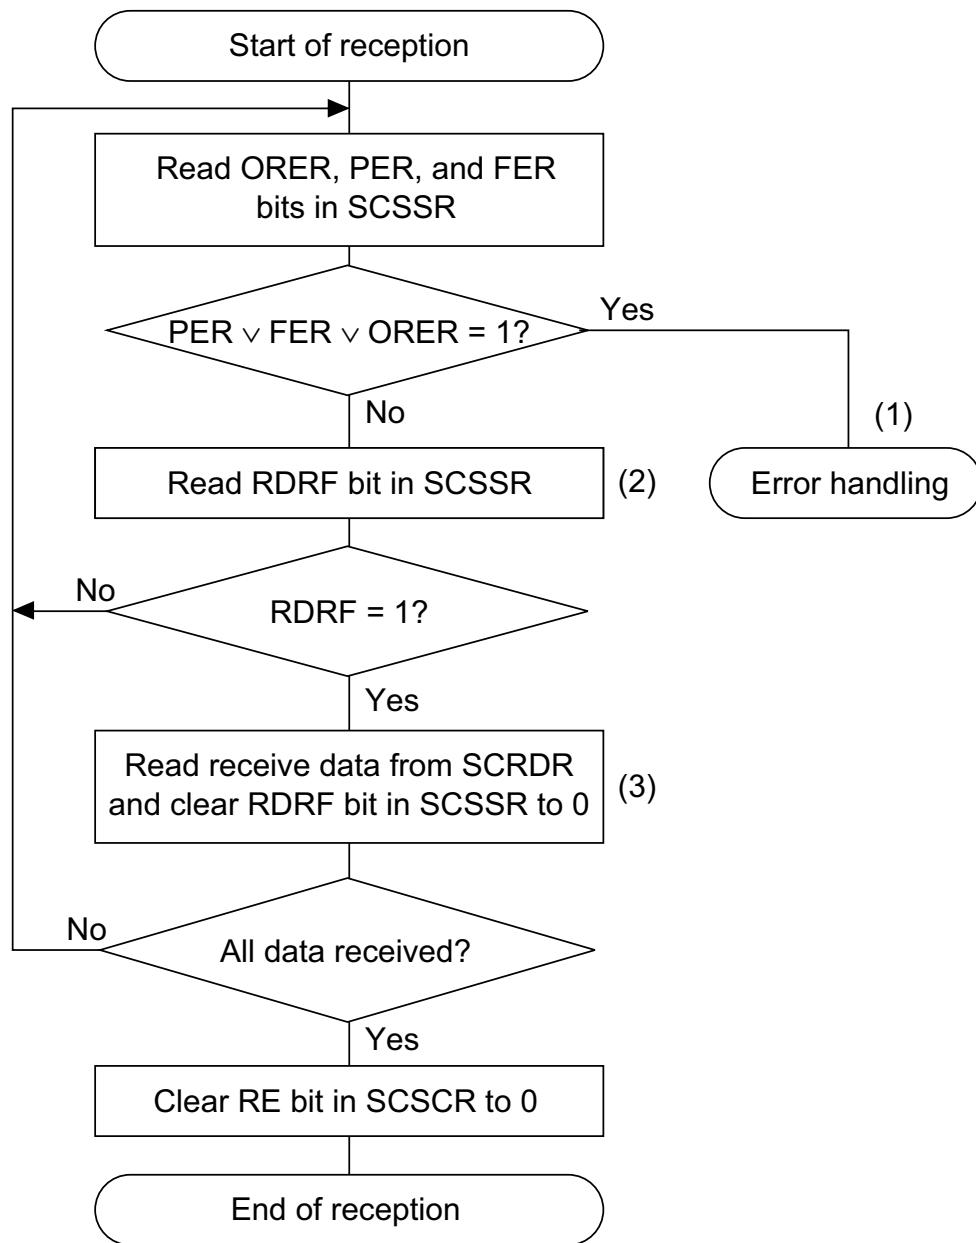 Start of reception
Read ORER, PER, and FER
bits in SCSSR
PER ∨ FER ∨ ORER = 1?
Yes
No
(1)
Read RDRF bit in SCSSR
(2)
Error handling
No
RDRF = 1?
Yes
Read receive data from SCRDR
and clear RDRF bit in SCSSR to 0
(3)
No
All data received?
Yes
Clear RE bit in SCSCR to 0
End of reception